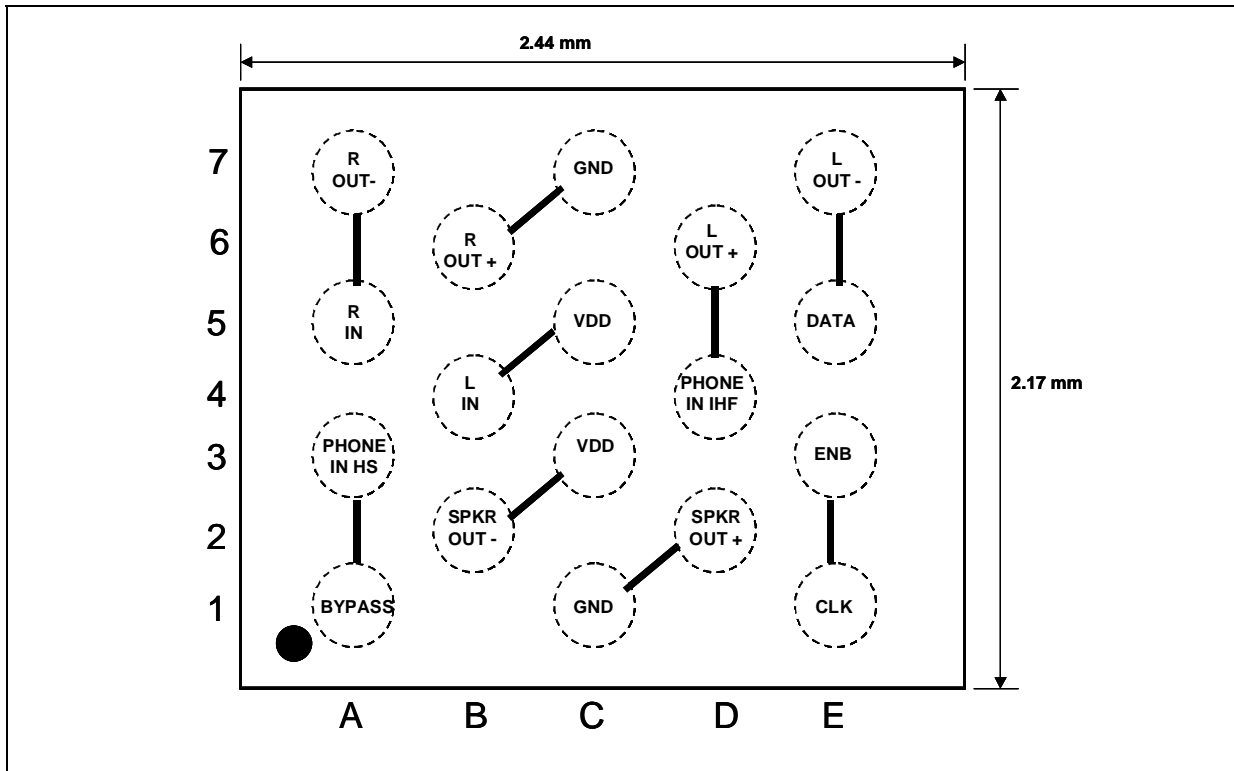 2.44 mm
7
R
OUT-
GND
L
OUT -
6
R
OUT +
L
OUT +
5
R
IN
VDD
DATA
4
L
IN
PHONE
IN IHF
2.17 mm
3
PHONE
IN HS
VDD
ENB
2
SPKR
OUT -
SPKR
OUT +
1
BYPASS
GND
CLK
A B C D E